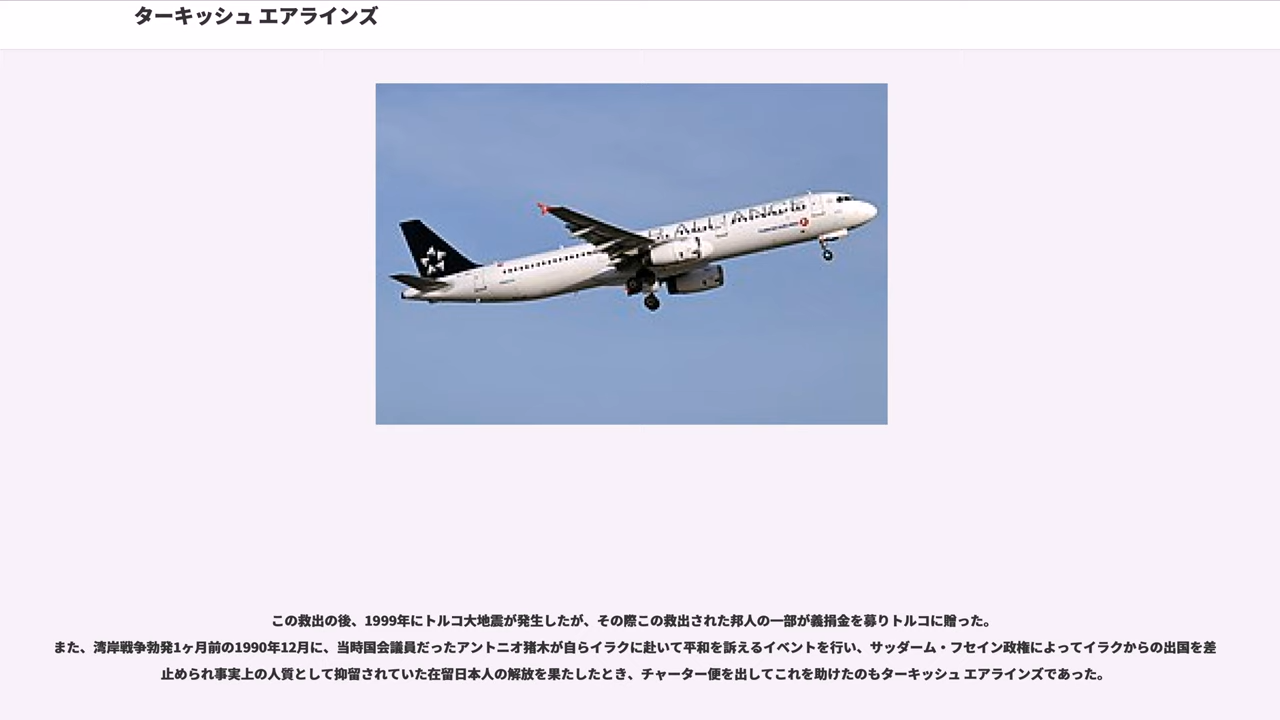 ターキッシュ エアラインズ
この救出の後、1999年にトルコ大地震が発生したが、その際この救出された邦人の一部が義捐金を募りトルコに贈った。
また、湾岸戦争勃発1ヶ月前の1990年12月に、当時国会議員だったアントニオ猪木が自らイラクに赴いて平和を訴えるイベントを行い、サッダーム・フセイン政権によってイラクからの出国を差
止められ事実上の人質として抑留されていた在留日本人の解放を果たしたとき、チャーター便を出してこれを助けたのもターキッシュ エアラインズであった。